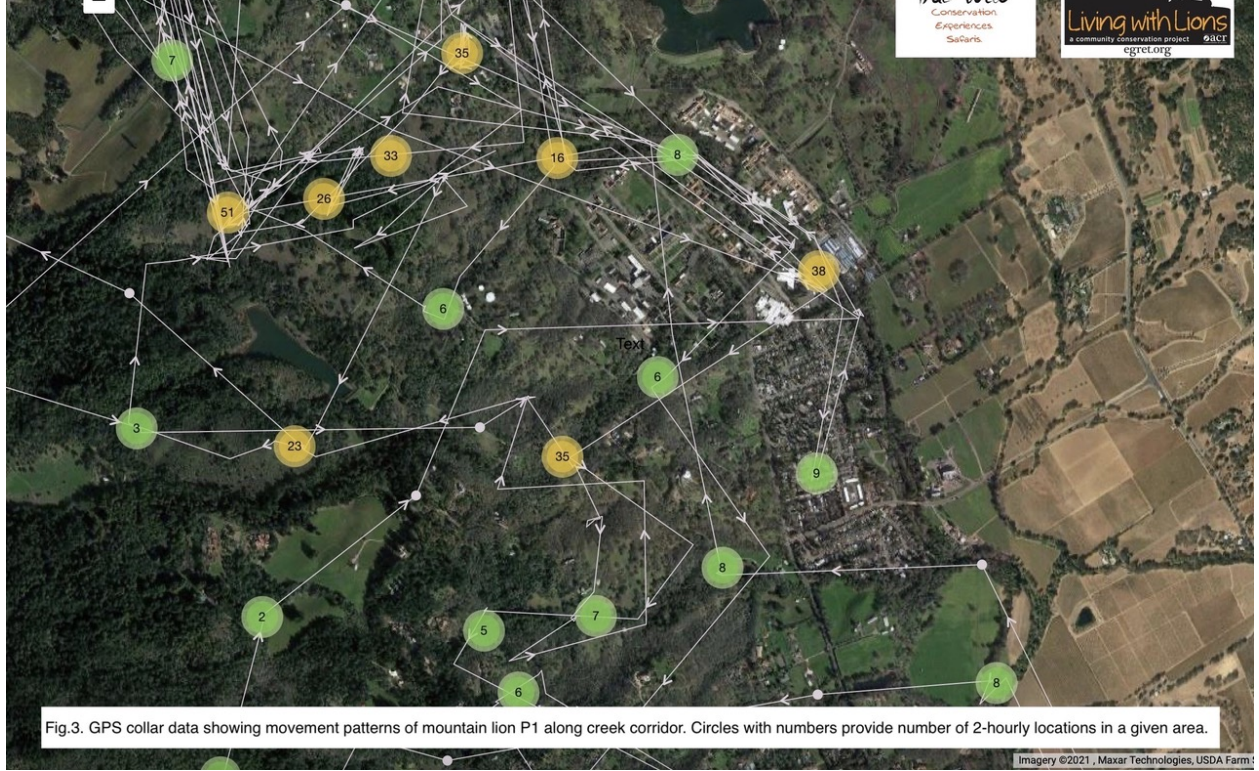 Conservation.
Experiences.
Safaris.
Living with Lions
a community conservation project
acr
egret.org
7
35
33
16
8
51
26
38
6
Text
6
3
23
35
9
8
2
5
7
6
8
Fig.3. GPS collar data showing movement patterns of mountain lion P1 along creek corridor. Circles with numbers provide number of 2-hourly locations in a given area.
Imagery ©2021 , Maxar Technologies, USDA Farm